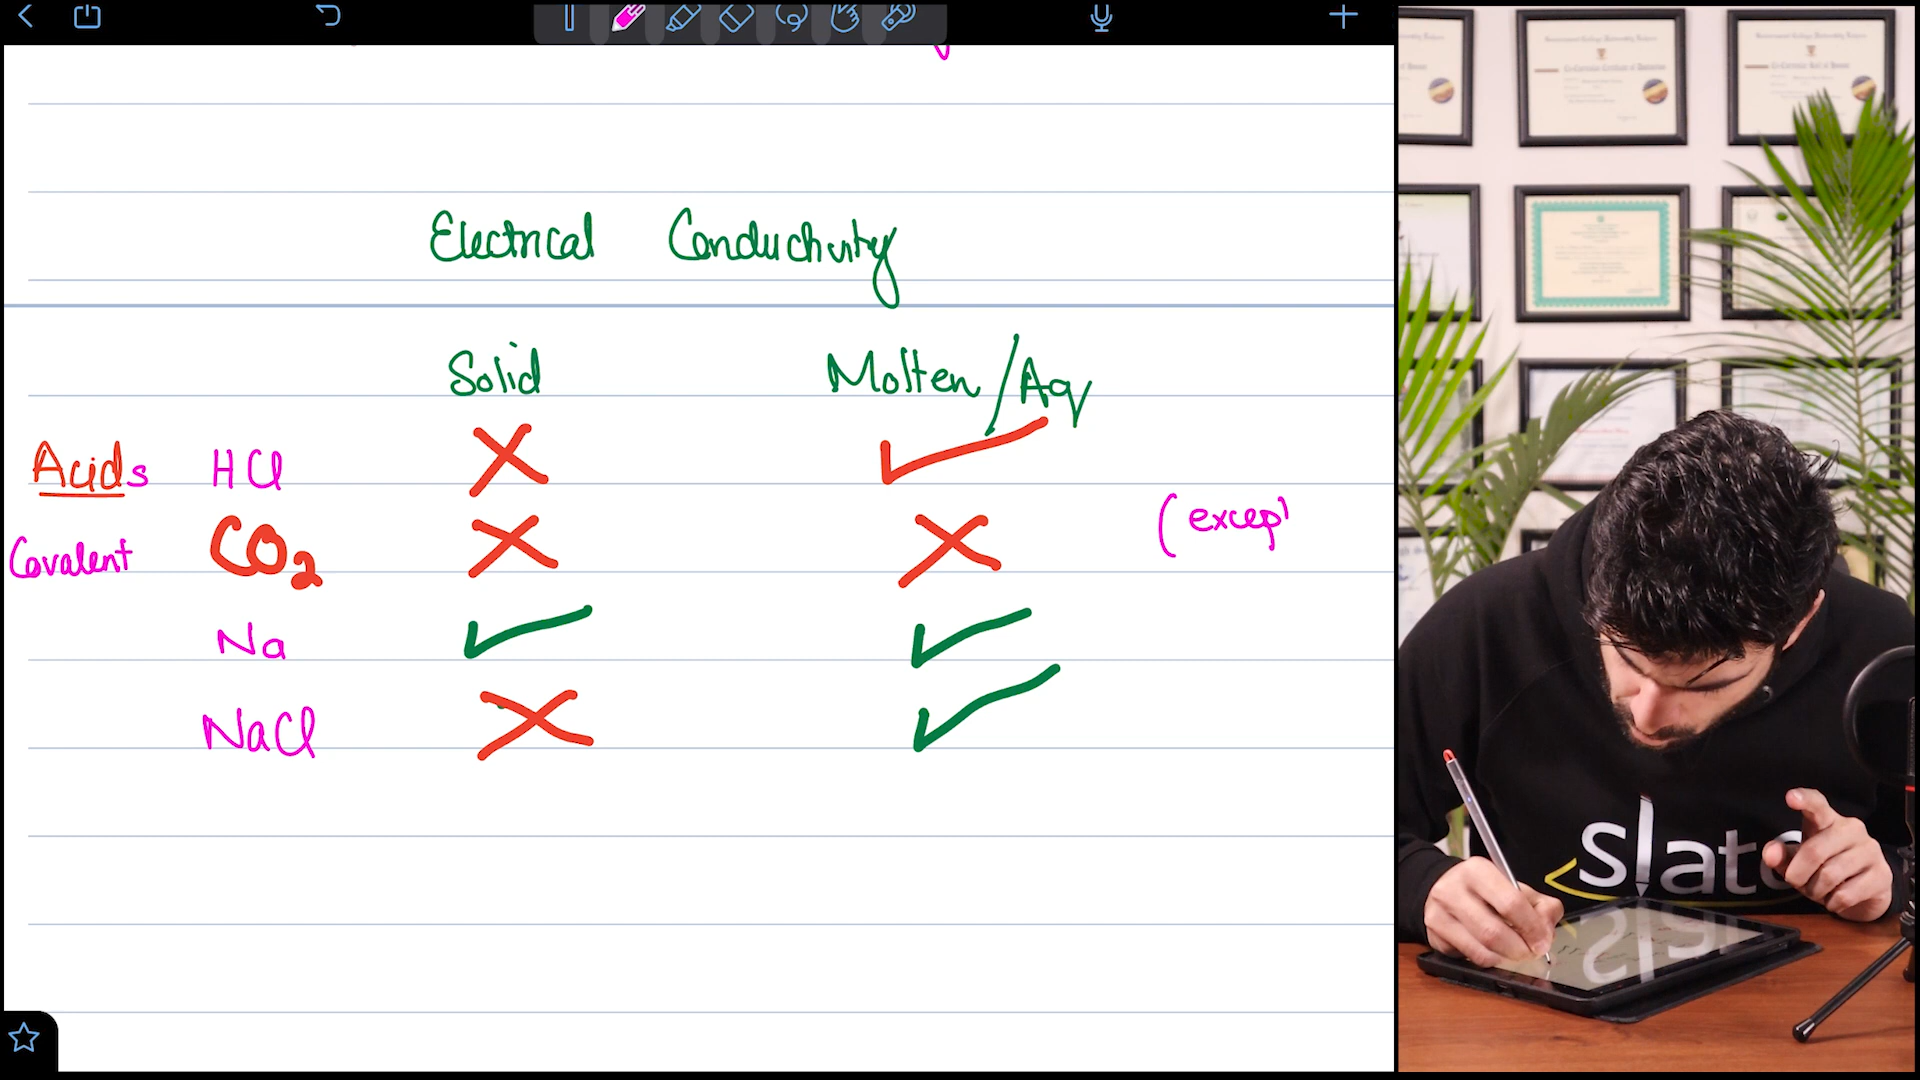 Electrical Conductivity
Solid Molten/Aq
Acids HCl
(excep
Covalent CO2
Na
NaCl
slate